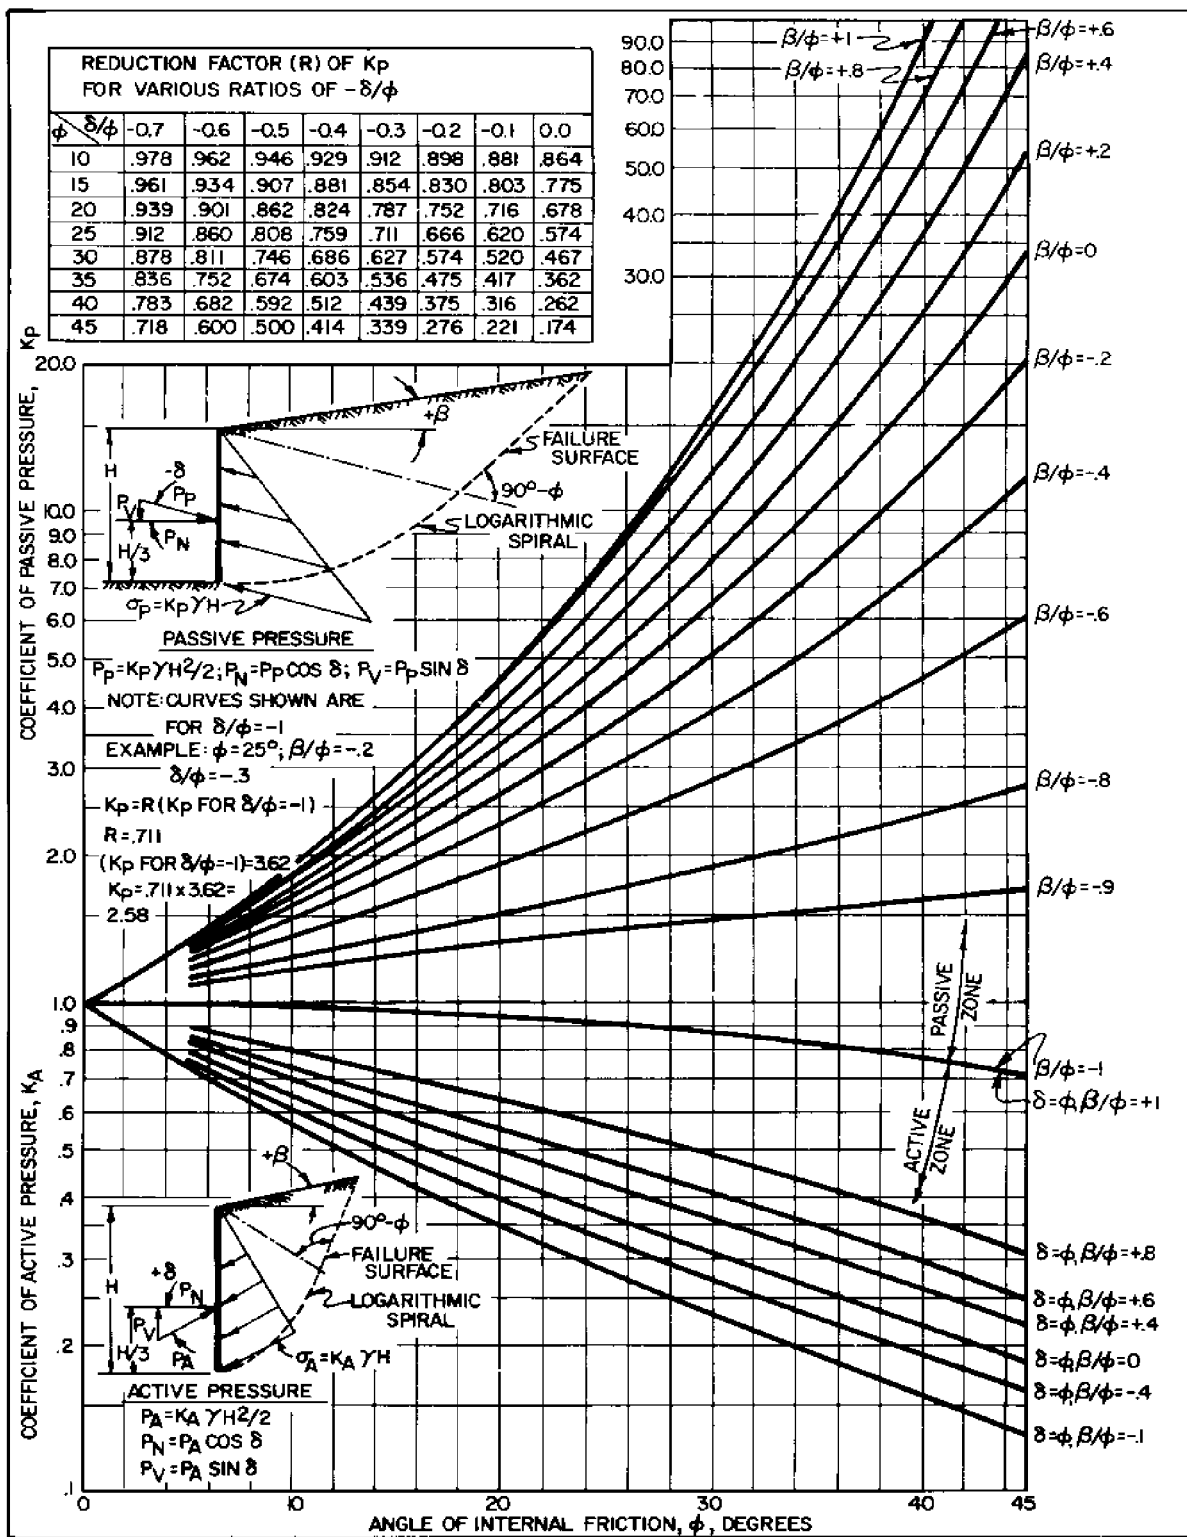 REDUCTION FACTOR (R) OF Kp
FOR VARIOUS RATIOS OF -δ/ϕ
ϕ δ/ϕ -0.7 -0.6 -0.5 -0.4 -0.3 -0.2 -0.1 0.0
10 .978 .962 .946 .929 .912 .898 .881 .864
15 .961 .934 .907 .881 .854 .830 .803 .775
20 .939 .901 .862 .824 .787 .752 .716 .678
25 .912 .860 .808 .759 .711 .666 .620 .574
30 .878 .811 .746 .686 .627 .574 .520 .467
35 .836 .752 .674 .603 .536 .475 .417 .362
40 .783 .682 .592 .512 .439 .375 .316 .262
45 .718 .600 .500 .414 .339 .276 .221 .174
90.0
80.0
70.0
60.0
50.0
40.0
30.0
β/ϕ=+1
β/ϕ=+.8
β/ϕ=+.6
β/ϕ=+.4
β/ϕ=+.2
β/ϕ=0
β/ϕ=-.2
β/ϕ=-.4
β/ϕ=-.6
β/ϕ=-.8
β/ϕ=-.9
β/ϕ=-1
δ=ϕ,β/ϕ=+1
δ=ϕ,β/ϕ=+.8
δ=ϕ,β/ϕ=+.6
δ=ϕ,β/ϕ=+.4
δ=ϕ,β/ϕ=0
δ=ϕ,β/ϕ=-.4
δ=ϕ,β/ϕ=-.1
COEFFICIENT OF PASSIVE PRESSURE, Kp
20.0
10.0
9.0
8.0
7.0
6.0
5.0
4.0
3.0
2.0
1.0
.9
.8
.7
.6
.5
.4
.3
.2
.1
+β
H
-δ
Pp
PV
PN
H/3
FAILURE
SURFACE
90°-ϕ
LOGARITHMIC
SPIRAL
σp=KpγH
PASSIVE PRESSURE
Pp=KpγH²/2; PN=Pp COS δ; PV=Pp SIN δ
NOTE: CURVES SHOWN ARE
FOR δ/ϕ=-1
EXAMPLE: ϕ=25°; β/ϕ=-.2
δ/ϕ=-.3
Kp=R(Kp FOR δ/ϕ=-1)
R=.711
(Kp FOR δ/ϕ=-1)=3.62
Kp=.711x3.62=
2.58
PASSIVE
ZONE
ACTIVE
ZONE
COEFFICIENT OF ACTIVE PRESSURE, KA
+β
90°-ϕ
FAILURE
SURFACE
LOGARITHMIC
SPIRAL
H
+δ
PN
PV
PA
H/3
σA=KA γH
ACTIVE PRESSURE
PA=KA γH²/2
PN=PA COS δ
PV=PA SIN δ
0 10 20 30 40 45
ANGLE OF INTERNAL FRICTION, ϕ, DEGREES